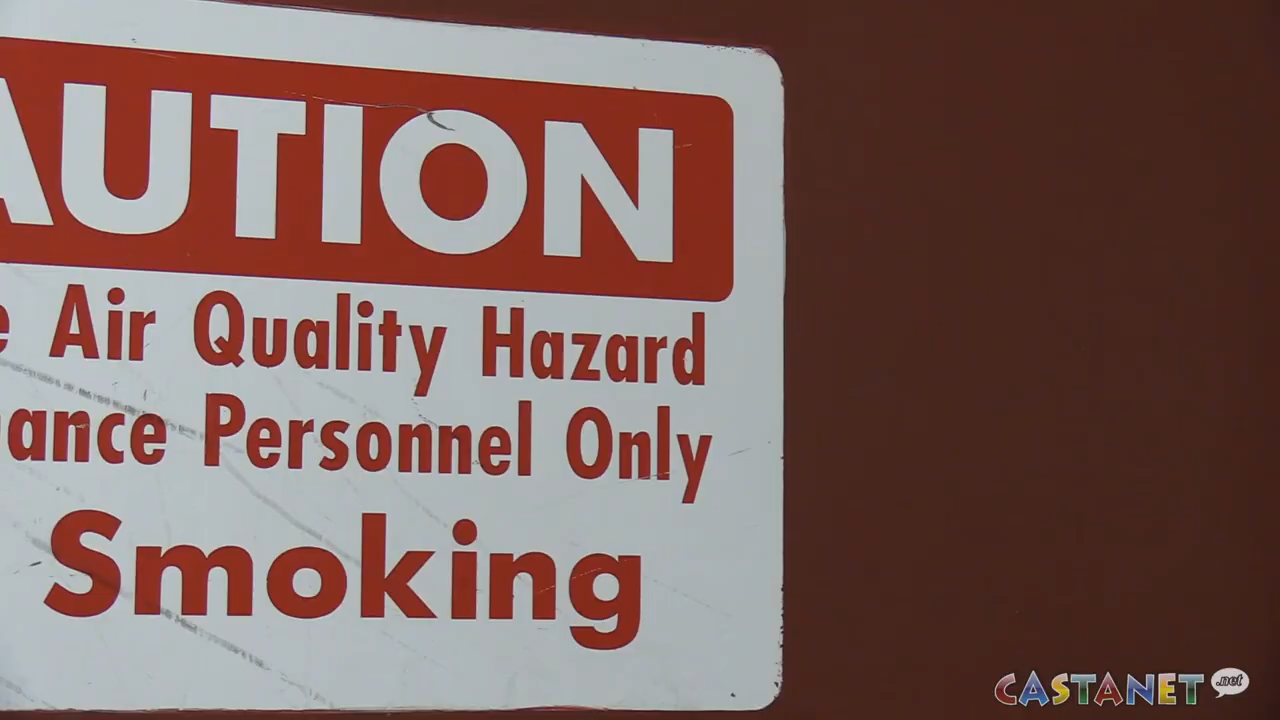 AUTION
e Air Quality Hazard
ance Personnel Only
Smoking
CASTANET .net